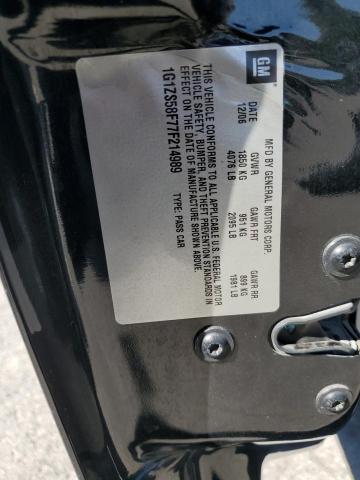 GM
MFD BY GENERAL MOTORS CORP.
DATE GVWR GAWR FRT GAWR RR
12/06 1850 KG 951 KG 899 KG
4076 LB 2095 LB 1981 LB
THIS VEHICLE CONFORMS TO ALL APPLICABLE U.S. FEDERAL MOTOR
VEHICLE SAFETY, BUMPER, AND THEFT PREVENTION STANDARDS IN
EFFECT ON THE DATE OF MANUFACTURE SHOWN ABOVE.
1G1ZS58F77F214989 TYPE: PASS CAR